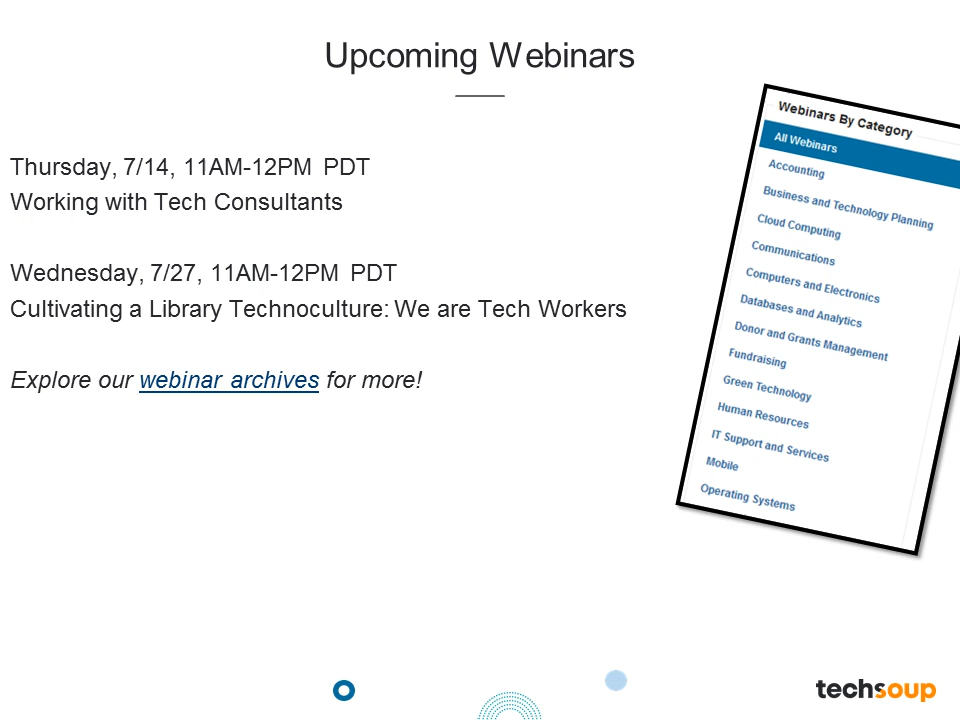 Upcoming Webinars
Thursday, 7/14, 11AM-12PM PDT
Working with Tech Consultants
Wednesday, 7/27, 11AM-12PM PDT
Cultivating a Library Technoculture: We are Tech Workers
Explore our webinar archives for more!
Webinars By Category
All Webinars
Accounting
Business and Technology Planning
Cloud Computing
Communications
Computers and Electronics
Databases and Analytics
Donor and Grants Management
Fundraising
Green Technology
Human Resources
IT Support and Services
Mobile
Operating Systems
techsoup